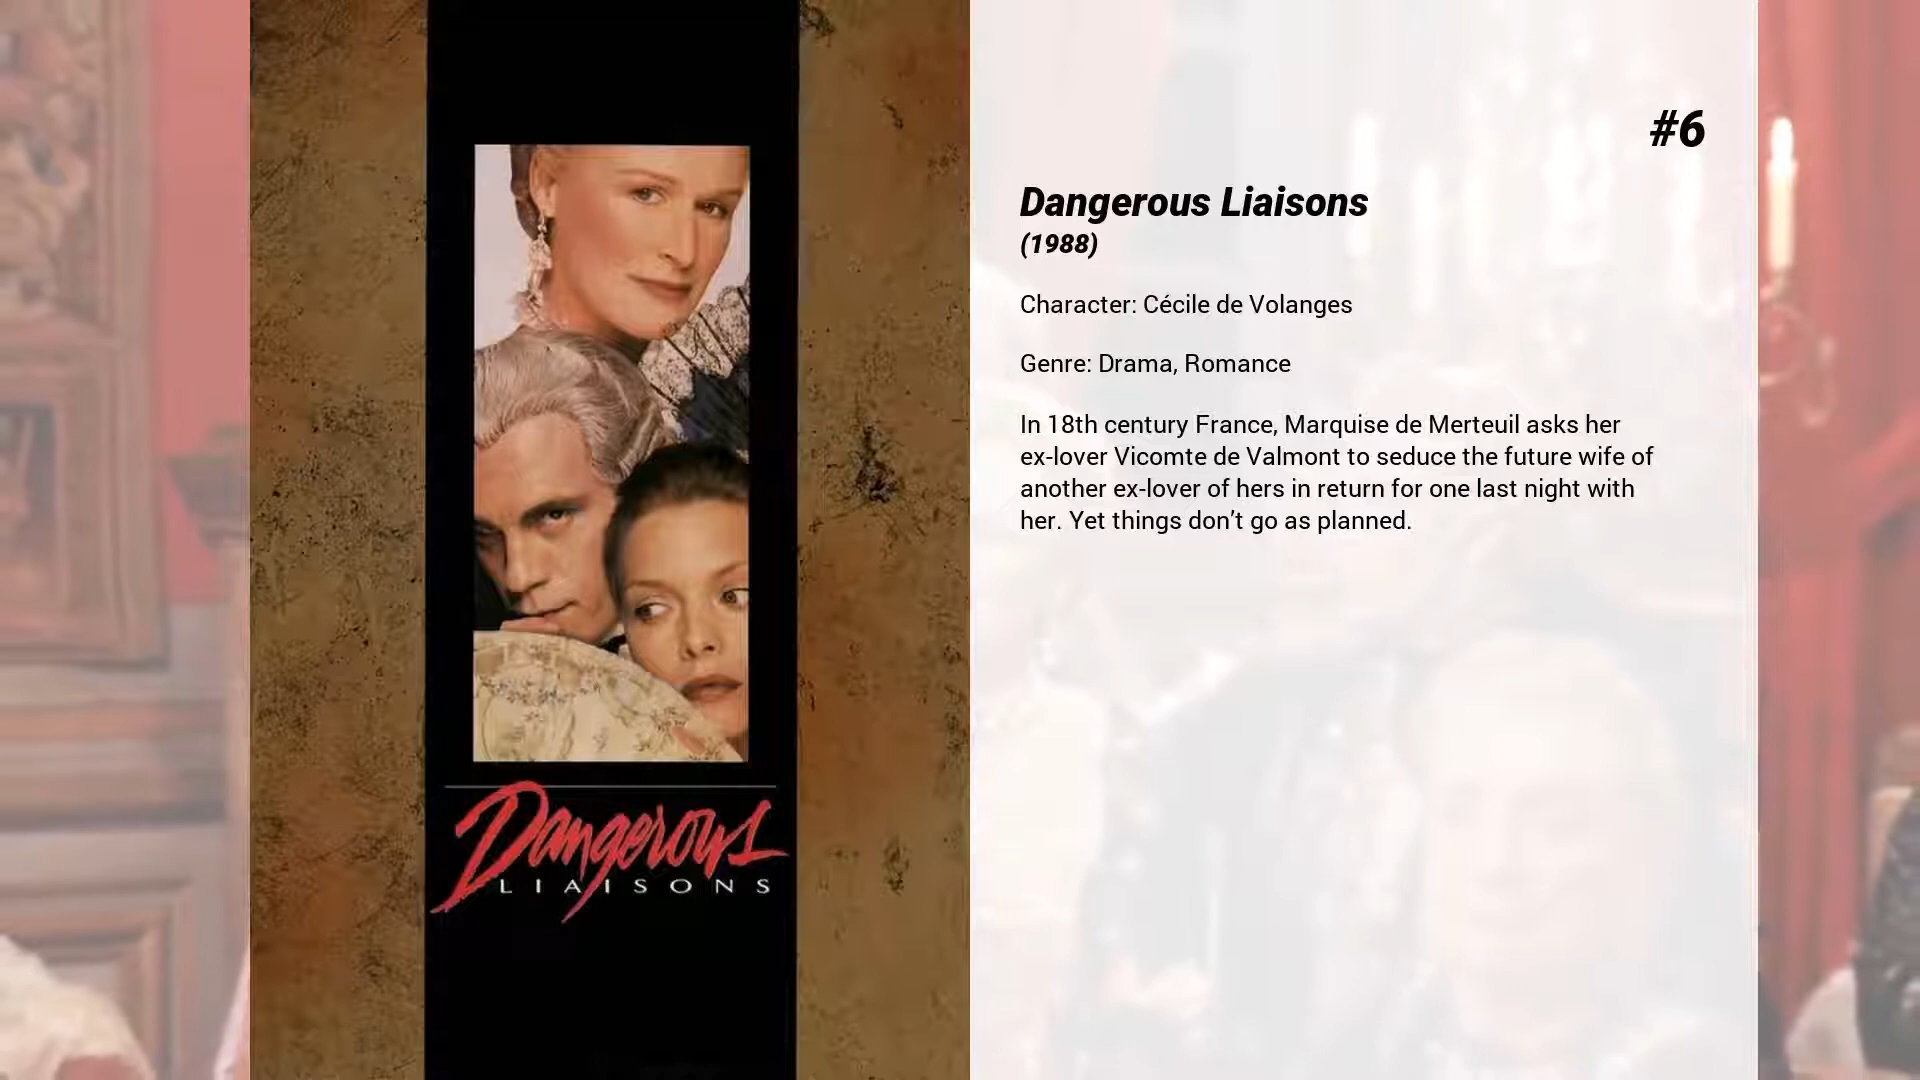 Dangerous
LIAISONS
#6
Dangerous Liaisons
(1988)
Character: Cécile de Volanges
Genre: Drama, Romance
In 18th century France, Marquise de Merteuil asks her
ex-lover Vicomte de Valmont to seduce the future wife of
another ex-lover of hers in return for one last night with
her. Yet things don’t go as planned.